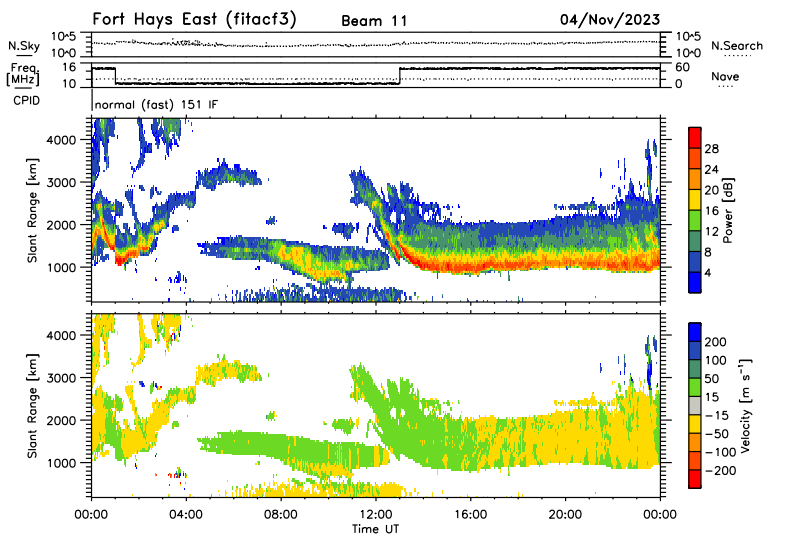 Fort Hays East (fitacf3) Beam 11 04/Nov/2023
N.Sky 10^5 10^0 10^5 10^0 N.Search
Freq. [MHz] 16 10 60 0 Nave
CPID normal (fast) 151 IF
Slant Range [km] 4000 3000 2000 1000
Power [dB] 28 24 20 16 12 8 4
Slant Range [km] 4000 3000 2000 1000
Velocity [m s⁻¹] 200 100 50 15 −15 −50 −100 −200
00:00 04:00 08:00 12:00 16:00 20:00 00:00
Time UT